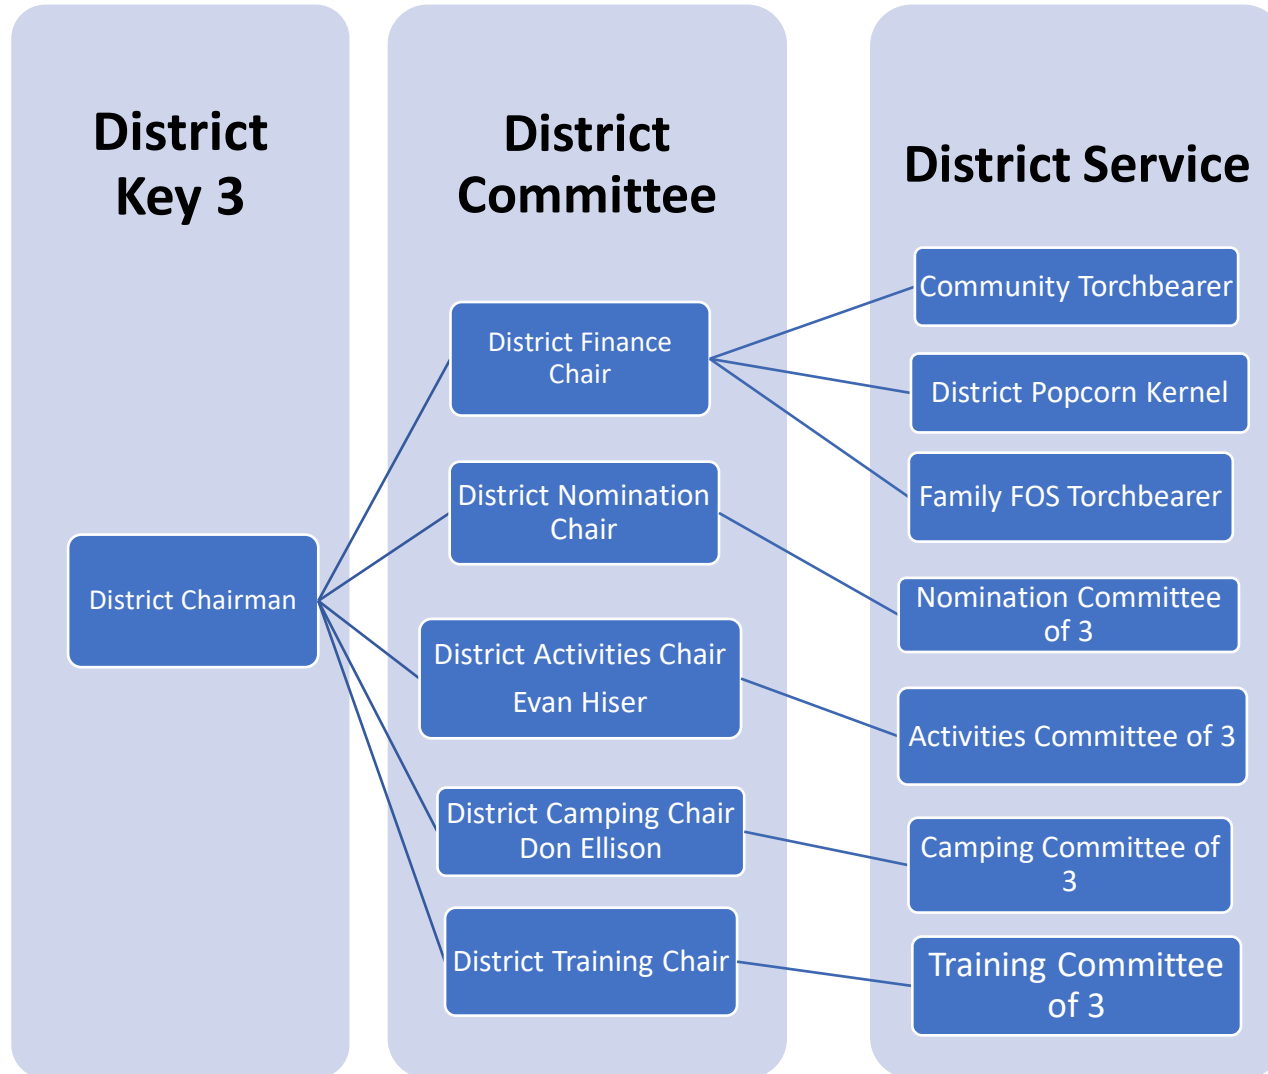 District
Key 3
District Chairman
District
Committee
District Finance
Chair
District Nomination
Chair
District Activities Chair
Evan Hiser
District Camping Chair
Don Ellison
District Training Chair
District Service
Community Torchbearer
District Popcorn Kernel
Family FOS Torchbearer
Nomination Committee
of 3
Activities Committee of 3
Camping Committee of
3
Training Committee
of 3